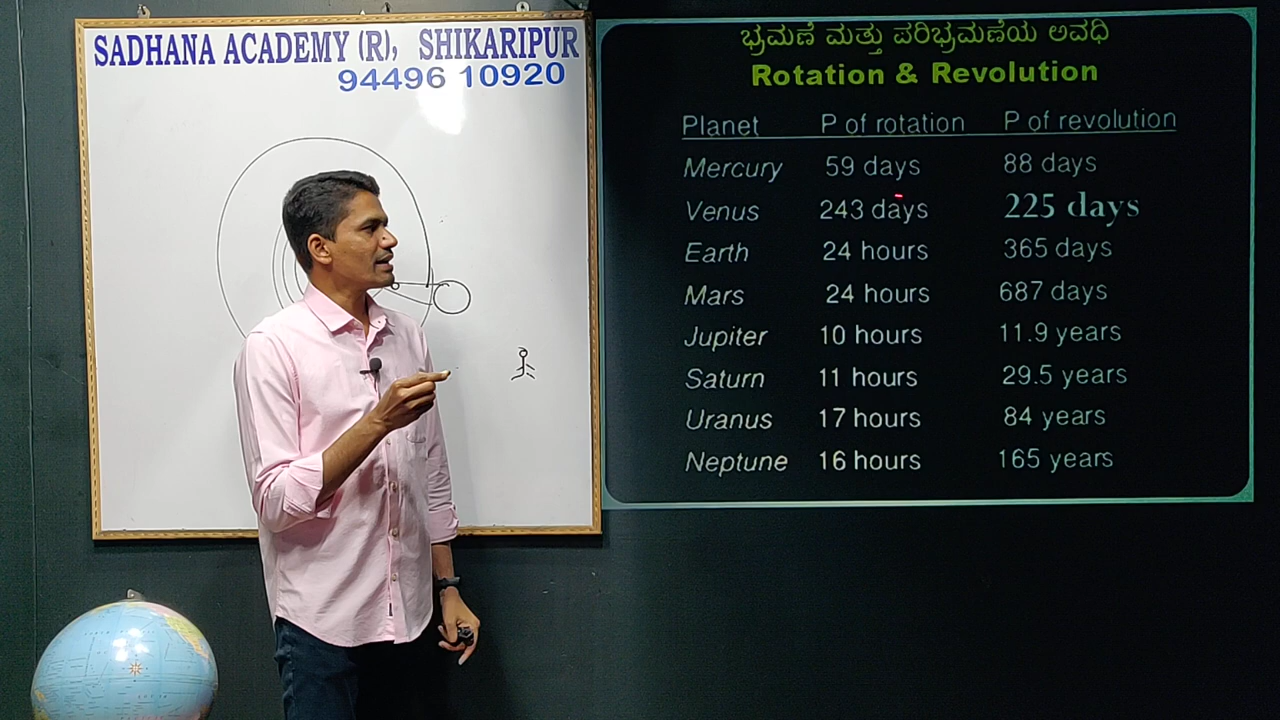 SADHANA ACADEMY (R), SHIKARIPUR
94496 10920
ಭ್ರಮಣೆ ಮತ್ತು ಪರಿಭ್ರಮಣೆಯ ಅವಧಿ
Rotation & Revolution
Planet P of rotation P of revolution
Mercury 59 days 88 days
Venus 243 days 225 days
Earth 24 hours 365 days
Mars 24 hours 687 days
Jupiter 10 hours 11.9 years
Saturn 11 hours 29.5 years
Uranus 17 hours 84 years
Neptune 16 hours 165 years